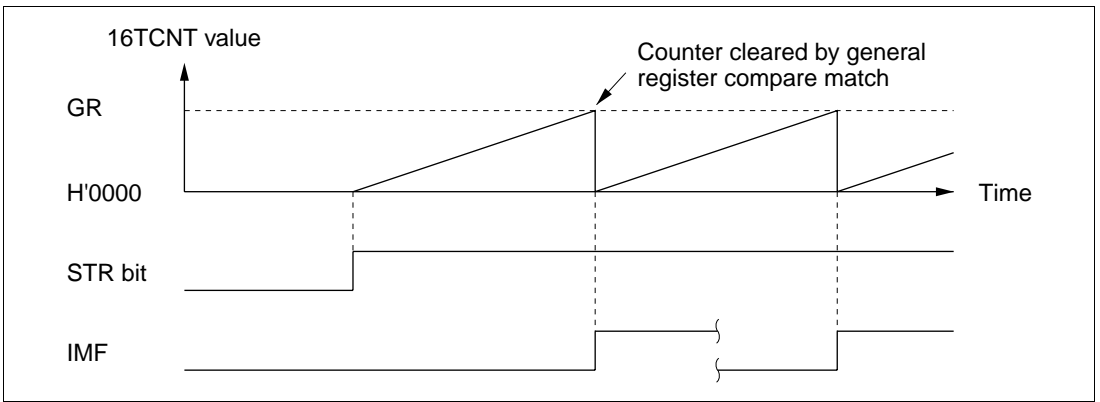 16TCNT value
Counter cleared by general
register compare match
GR
H'0000
Time
STR bit
IMF